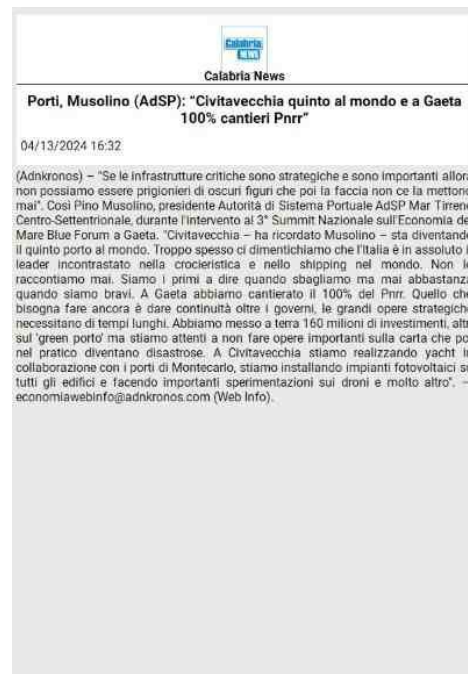 Calabria
NEWS
Calabria News
Porti, Musolino (AdSP): “Civitavecchia quinto al mondo e a Gaeta
100% cantieri Pnrr”
04/13/2024 16:32
(Adnkronos) – "Se le infrastrutture critiche sono strategiche e sono importanti allora
non possiamo essere prigionieri di oscuri figuri che poi la faccia non ce la mettono
mai". Così Pino Musolino, presidente Autorità di Sistema Portuale AdSP Mar Tirreno
Centro-Settentrionale, durante l'intervento al 3° Summit Nazionale sull'Economia del
Mare Blue Forum a Gaeta. "Civitavecchia – ha ricordato Musolino – sta diventando
il quinto porto al mondo. Troppo spesso ci dimentichiamo che l'Italia è in assoluto i
leader incontrastato nella crocieristica e nello shipping nel mondo. Non lo
raccontiamo mai. Siamo i primi a dire quando sbagliamo ma mai abbastanza
quando siamo bravi. A Gaeta abbiamo cantierato il 100% del Pnrr. Quello che
bisogna fare ancora è dare continuità oltre i governi, le grandi opere strategiche
necessitano di tempi lunghi. Abbiamo messo a terra 160 milioni di investimenti, altri
sul 'green porto' ma stiamo attenti a non fare opere importanti sulla carta che poi
nel pratico diventano disastrose. A Civitavecchia stiamo realizzando yacht in
collaborazione con i porti di Montecarlo, stiamo installando impianti fotovoltaici su
tutti gli edifici e facendo importanti sperimentazioni sui droni e molto altro". –
economiawebinfo@adnkronos.com (Web Info).